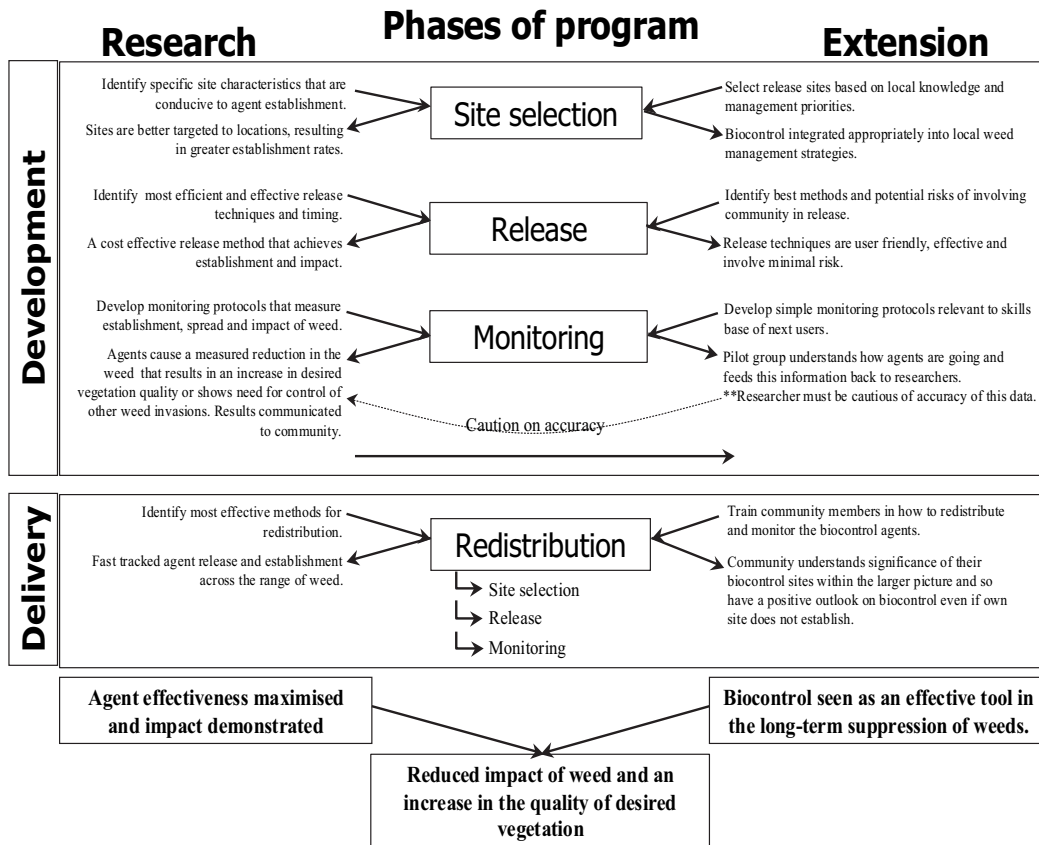 Phases of program
Research
Extension
Development
Identify specific site characteristics that are
conducive to agent establishment.
Sites are better targeted to locations, resulting
in greater establishment rates.
Site selection
Select release sites based on local knowledge and
management priorities.
Biocontrol integrated appropriately into local weed
management strategies.
Identify most efficient and effective release
techniques and timing.
A cost effective release method that achieves
establishment and impact.
Release
Identify best methods and potential risks of involving
community in release.
Release techniques are user friendly, effective and
involve minimal risk.
Develop monitoring protocols that measure
establishment, spread and impact of weed.
Agents cause a measured reduction in the
weed that results in an increase in desired
vegetation quality or shows need for control of
other weed invasions. Results communicated
to community.
Monitoring
Develop simple monitoring protocols relevant to skills
base of next users.
Pilot group understands how agents are going and
feeds this information back to researchers.
**Researcher must be cautious of accuracy of this data.
Caution on accuracy
Delivery
Identify most effective methods for
redistribution.
Fast tracked agent release and establishment
across the range of weed.
Redistribution
Site selection
Release
Monitoring
Train community members in how to redistribute
and monitor the biocontrol agents.
Community understands significance of their
biocontrol sites within the larger picture and so
have a positive outlook on biocontrol even if own
site does not establish.
Agent effectiveness maximised
and impact demonstrated
Biocontrol seen as an effective tool in
the long-term suppression of weeds.
Reduced impact of weed and an
increase in the quality of desired
vegetation